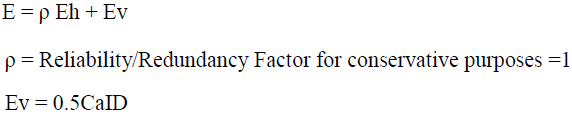 E = ρ Eh + Ev
ρ = Reliability/Redundancy Factor for conservative purposes =1
Ev = 0.5CaID